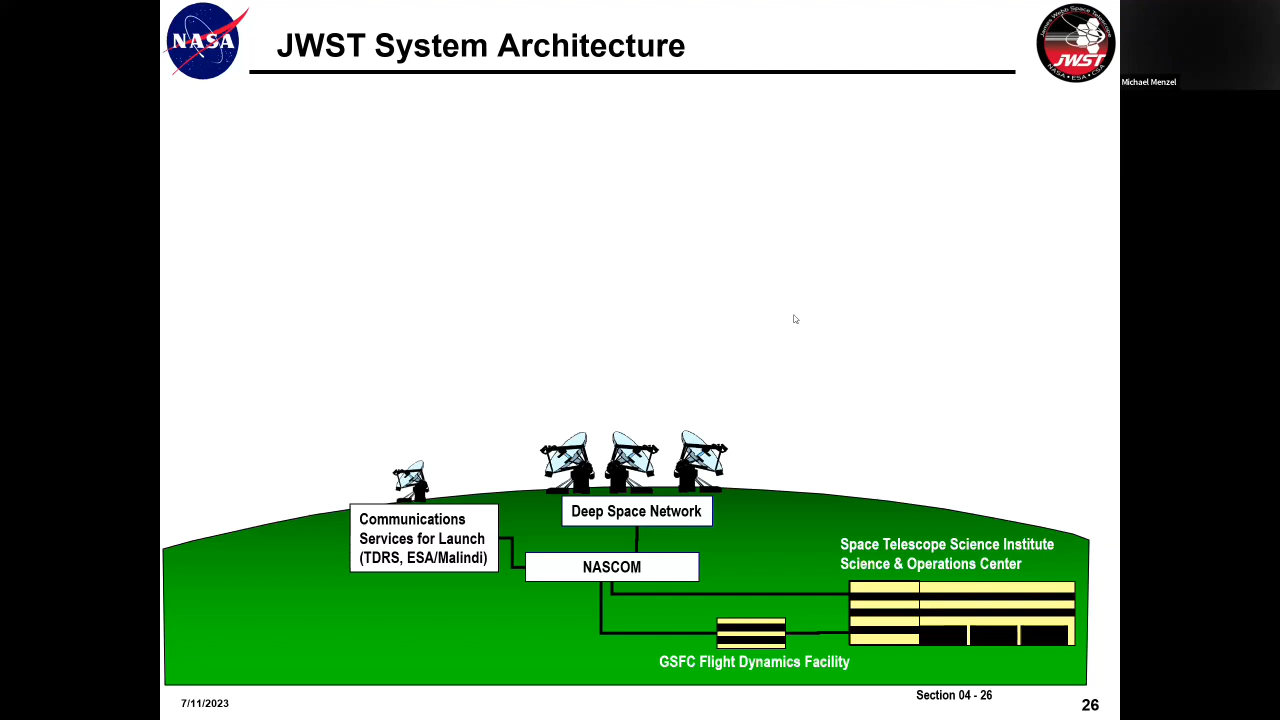 NASA
JWST System Architecture
JWST
Michael Menzel
Deep Space Network
Communications
Services for Launch
(TDRS, ESA/Malindi)
NASCOM
Space Telescope Science Institute
Science & Operations Center
GSFC Flight Dynamics Facility
7/11/2023
Section 04 - 26
26